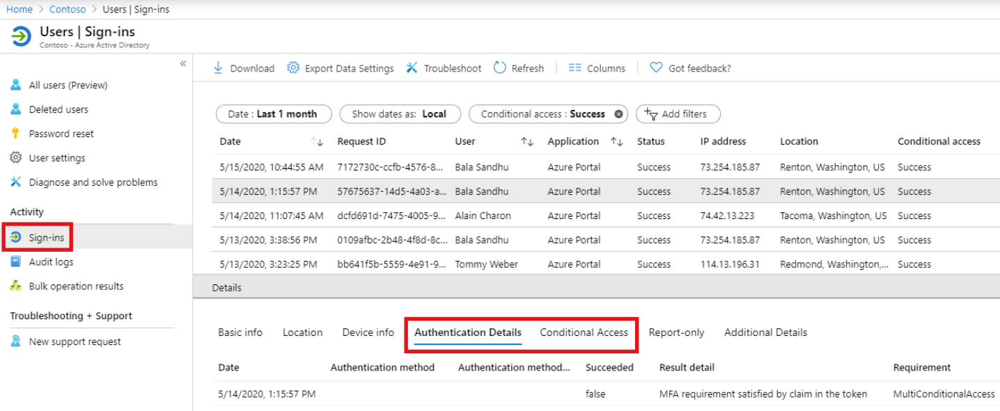 Home > Contoso > Users | Sign-ins
Users | Sign-ins
Contoso - Azure Active Directory
«
All users (Preview)
Deleted users
Password reset
User settings
Diagnose and solve problems
Activity
Sign-ins
Audit logs
Bulk operation results
Troubleshooting + Support
New support request
Download Export Data Settings Troubleshoot Refresh Columns Got feedback?
Date : Last 1 month Show dates as: Local Conditional access : Success Add filters
Date Request ID User Application Status IP address Location Conditional access
5/15/2020, 10:44:55 AM 7172730c-ccfb-4576-8... Bala Sandhu Azure Portal Success 73.254.185.87 Renton, Washington, US Success
5/14/2020, 1:15:57 PM 57675637-14d5-4a03-a... Bala Sandhu Azure Portal Success 73.254.185.87 Renton, Washington, US Success
5/14/2020, 11:07:45 AM dcfd691d-7475-4005-9... Alain Charon Azure Portal Success 74.42.13.223 Tacoma, Washington, US Success
5/13/2020, 3:38:56 PM 0109afbc-2b48-4f8d-8c... Bala Sandhu Azure Portal Success 73.254.185.87 Renton, Washington, US Success
5/13/2020, 3:23:25 PM bb641f5b-5559-4e91-9... Tommy Weber Azure Portal Success 114.13.196.31 Redmond, Washington,... Success
Details
Basic info Location Device info Authentication Details Conditional Access Report-only Additional Details
Date Authentication method Authentication method... Succeeded Result detail Requirement
5/14/2020, 1:15:57 PM false MFA requirement satisfied by claim in the token MultiConditionalAccess